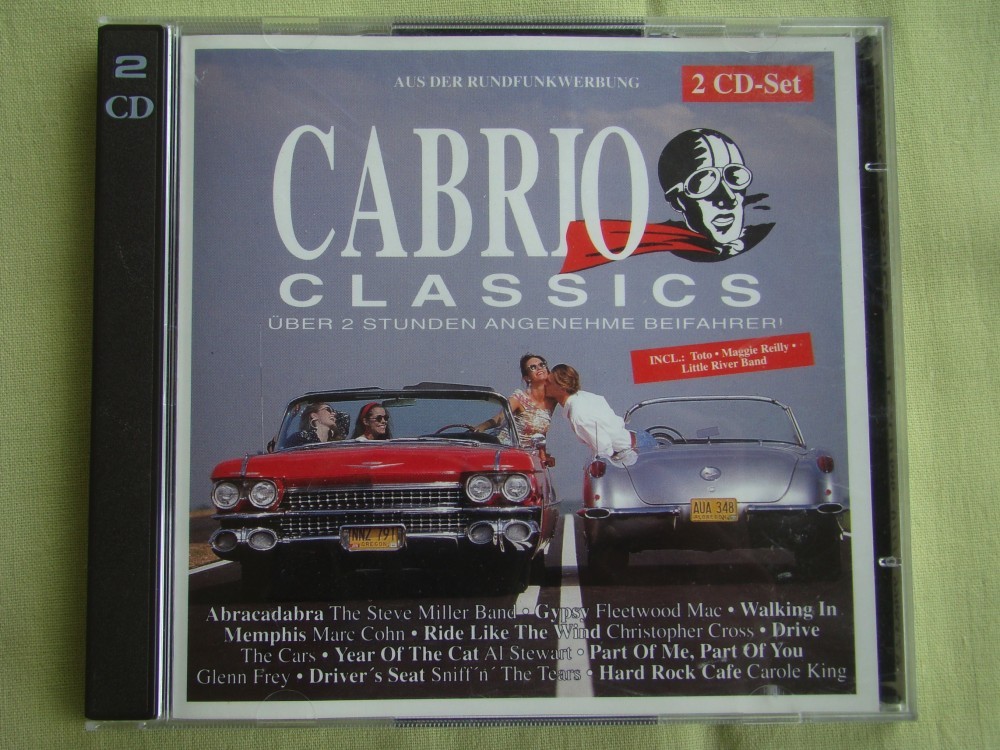 2
CD
AUS DER RUNDFUNKWERBUNG
2 CD-Set
CABRIO
CLASSICS
ÜBER 2 STUNDEN ANGENEHME BEIFAHRER!
INCL.: Toto • Maggie Reilly •
Little River Band
NNZ 791
OREGON
AUA 348
Abracadabra The Steve Miller Band • Gypsy Fleetwood Mac • Walking In
Memphis Marc Cohn • Ride Like The Wind Christopher Cross • Drive
The Cars • Year Of The Cat Al Stewart • Part Of Me, Part Of You
Glenn Frey • Driver´s Seat Sniff´n´ The Tears • Hard Rock Cafe Carole King